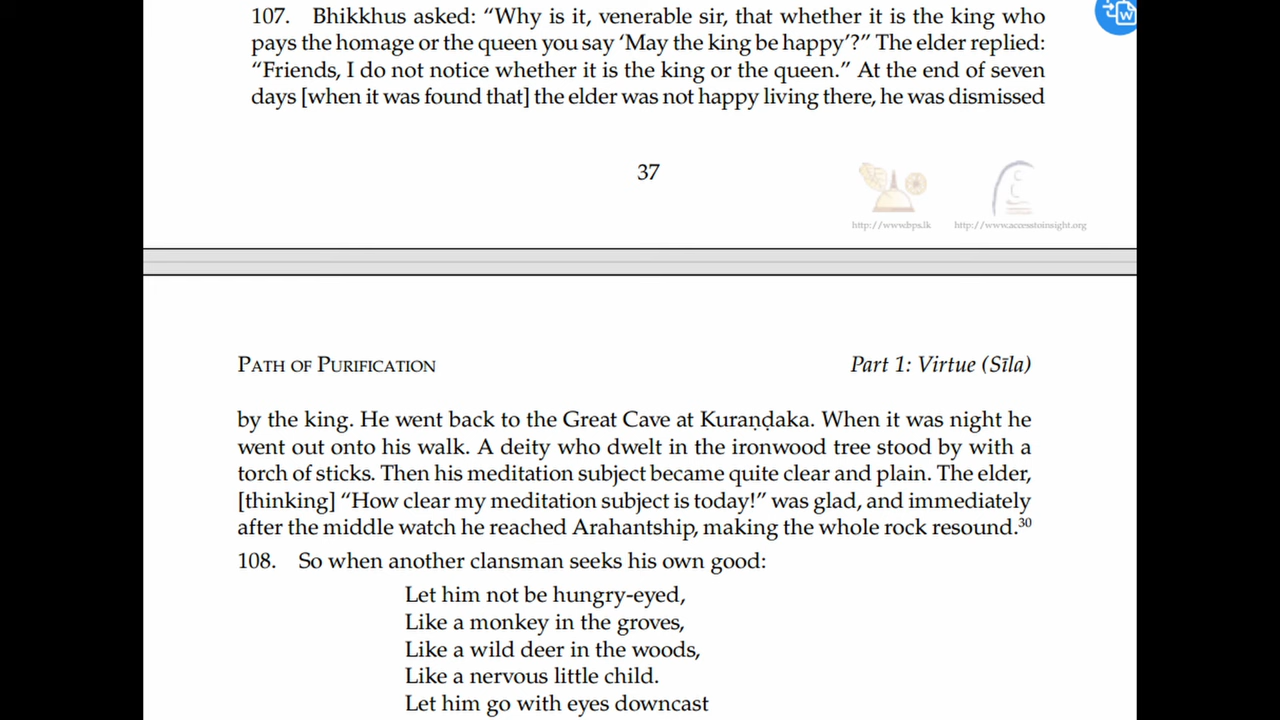 107. Bhikkhus asked: “Why is it, venerable sir, that whether it is the king who
pays the homage or the queen you say ‘May the king be happy’?” The elder replied:
“Friends, I do not notice whether it is the king or the queen.” At the end of seven
days [when it was found that] the elder was not happy living there, he was dismissed
37
http://www.bps.lk http://www.accesstoinsight.org
PATH OF PURIFICATION Part 1: Virtue (Sīla)
by the king. He went back to the Great Cave at Kuraṇḍaka. When it was night he
went out onto his walk. A deity who dwelt in the ironwood tree stood by with a
torch of sticks. Then his meditation subject became quite clear and plain. The elder,
[thinking] “How clear my meditation subject is today!” was glad, and immediately
after the middle watch he reached Arahantship, making the whole rock resound.30
108. So when another clansman seeks his own good:
Let him not be hungry-eyed,
Like a monkey in the groves,
Like a wild deer in the woods,
Like a nervous little child.
Let him go with eyes downcast